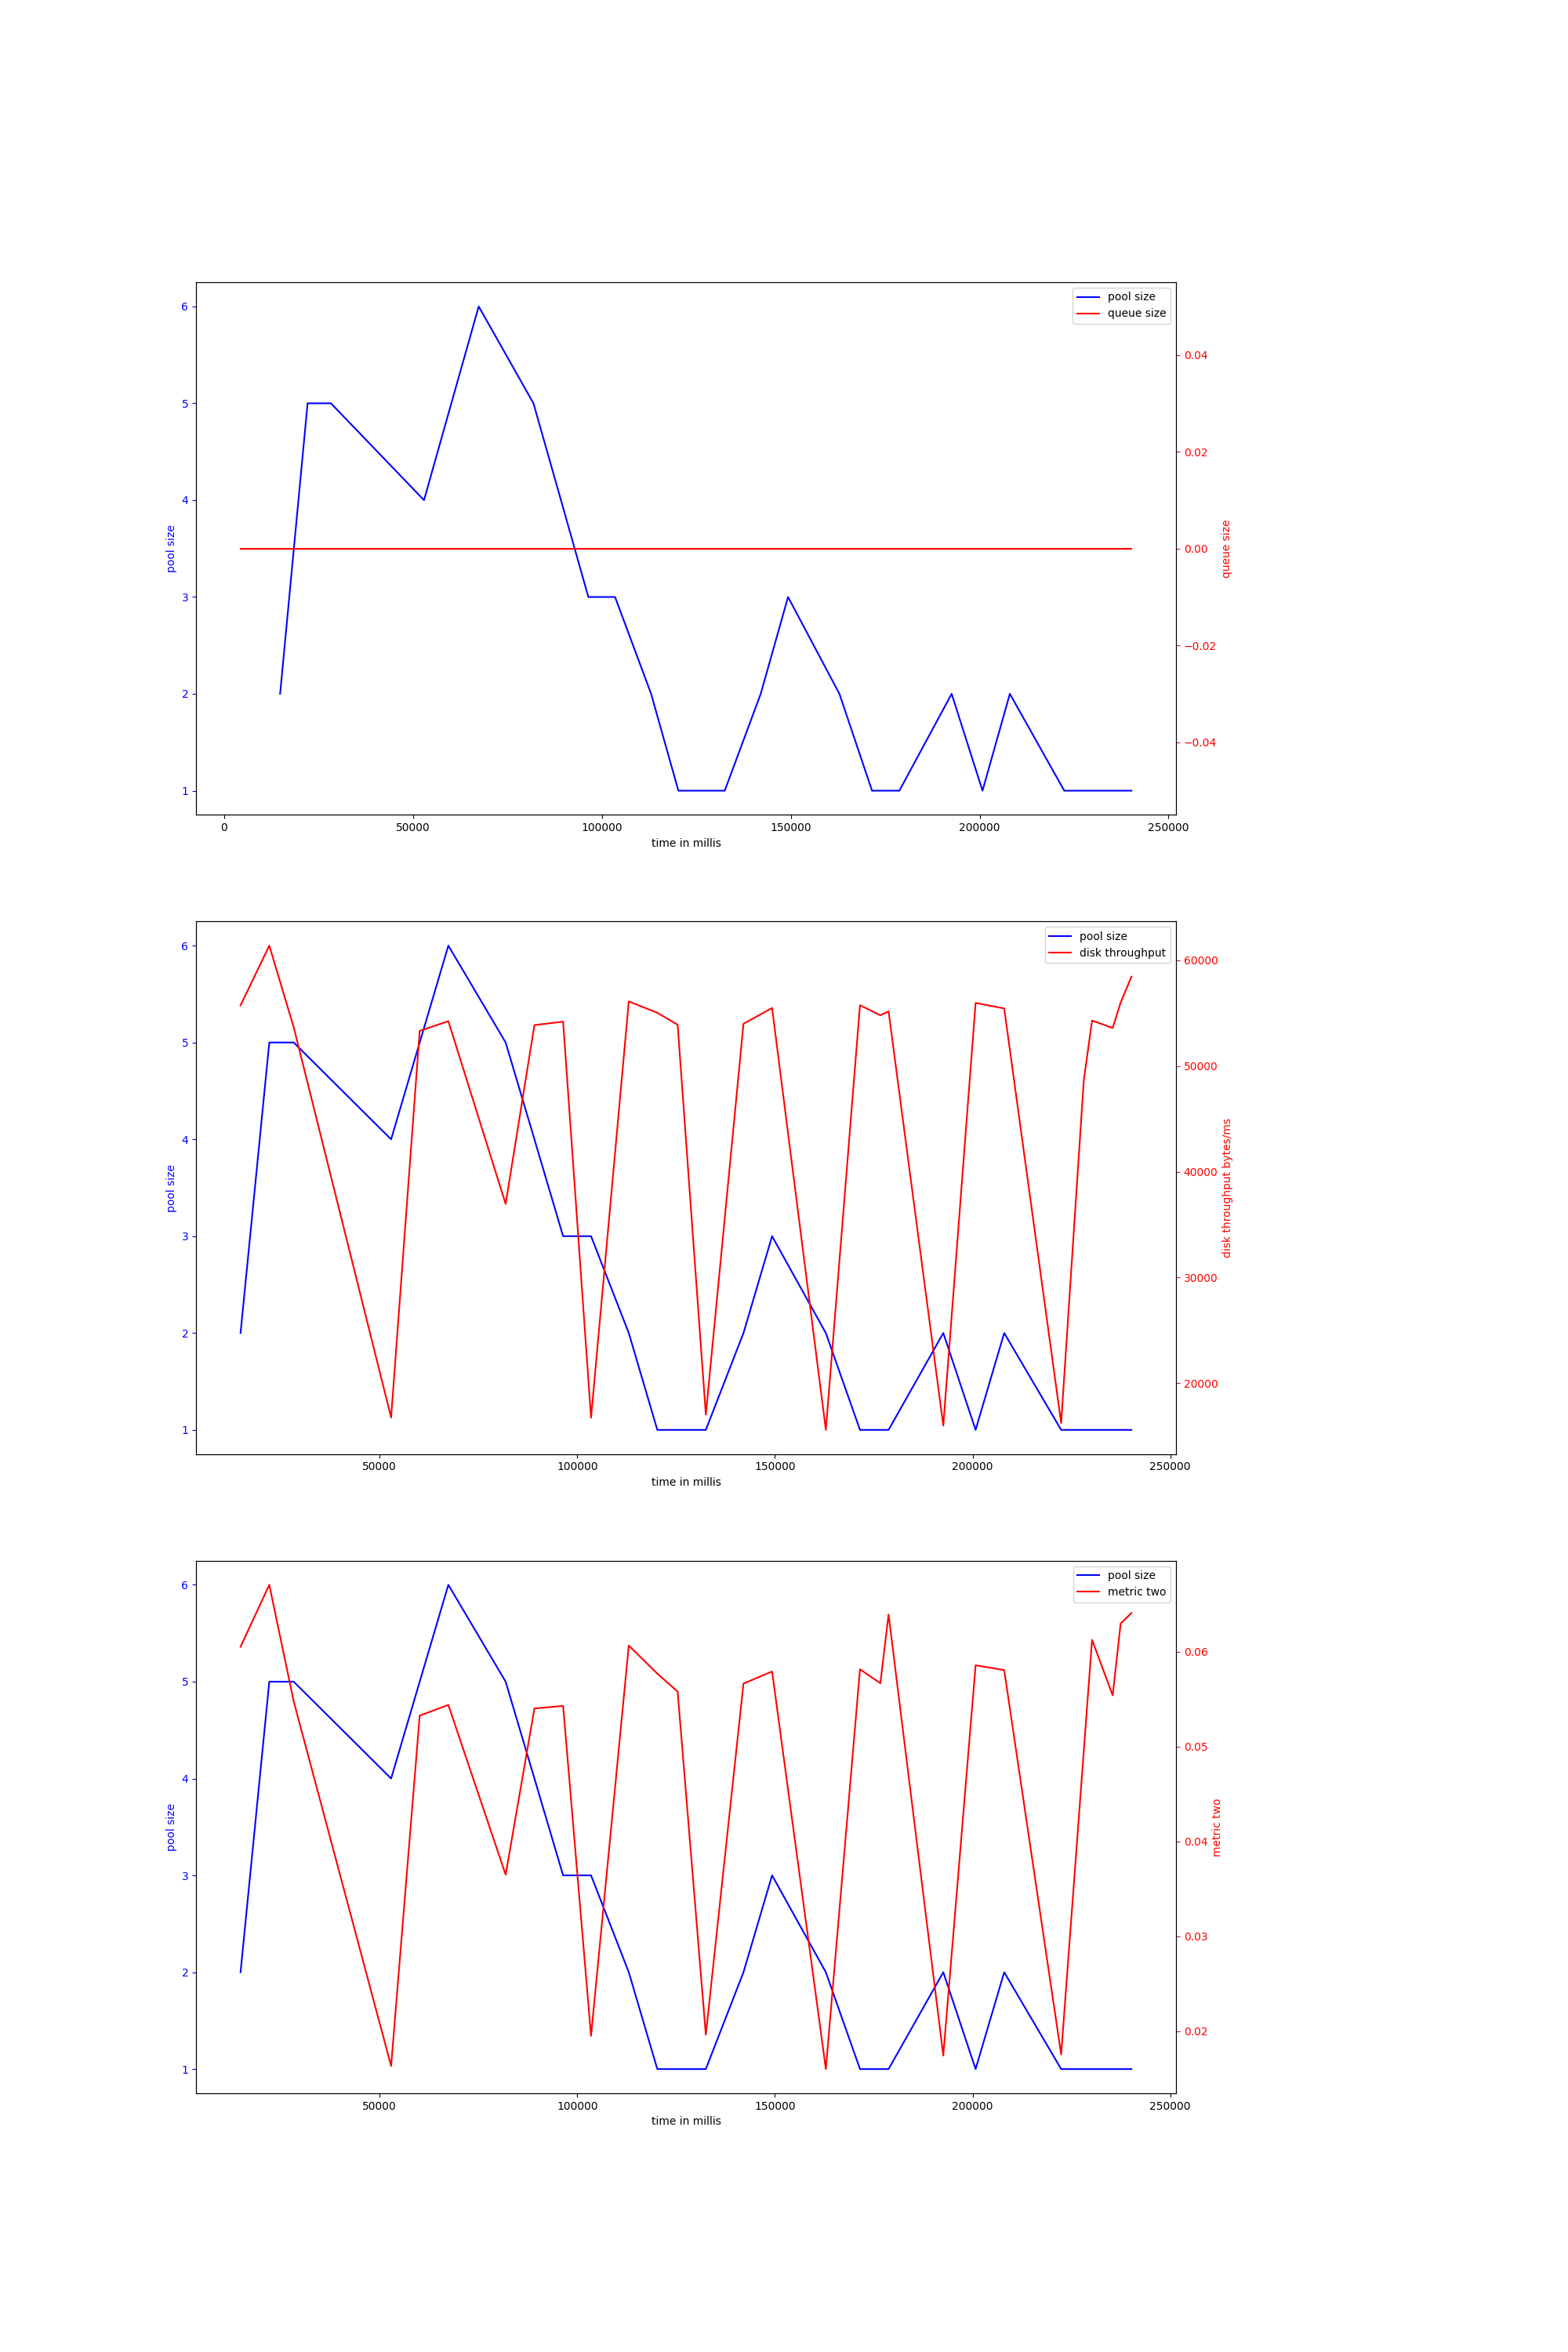 pool size
queue size
6
5
4
3
2
1
pool size
0.04
0.02
0.00
−0.02
−0.04
queue size
0 50000 100000 150000 200000 250000
time in millis
pool size
disk throughput
6
5
4
3
2
1
pool size
60000
50000
40000
30000
20000
disk throughput bytes/ms
50000 100000 150000 200000 250000
time in millis
pool size
metric two
6
5
4
3
2
1
pool size
0.06
0.05
0.04
0.03
0.02
metric two
50000 100000 150000 200000 250000
time in millis